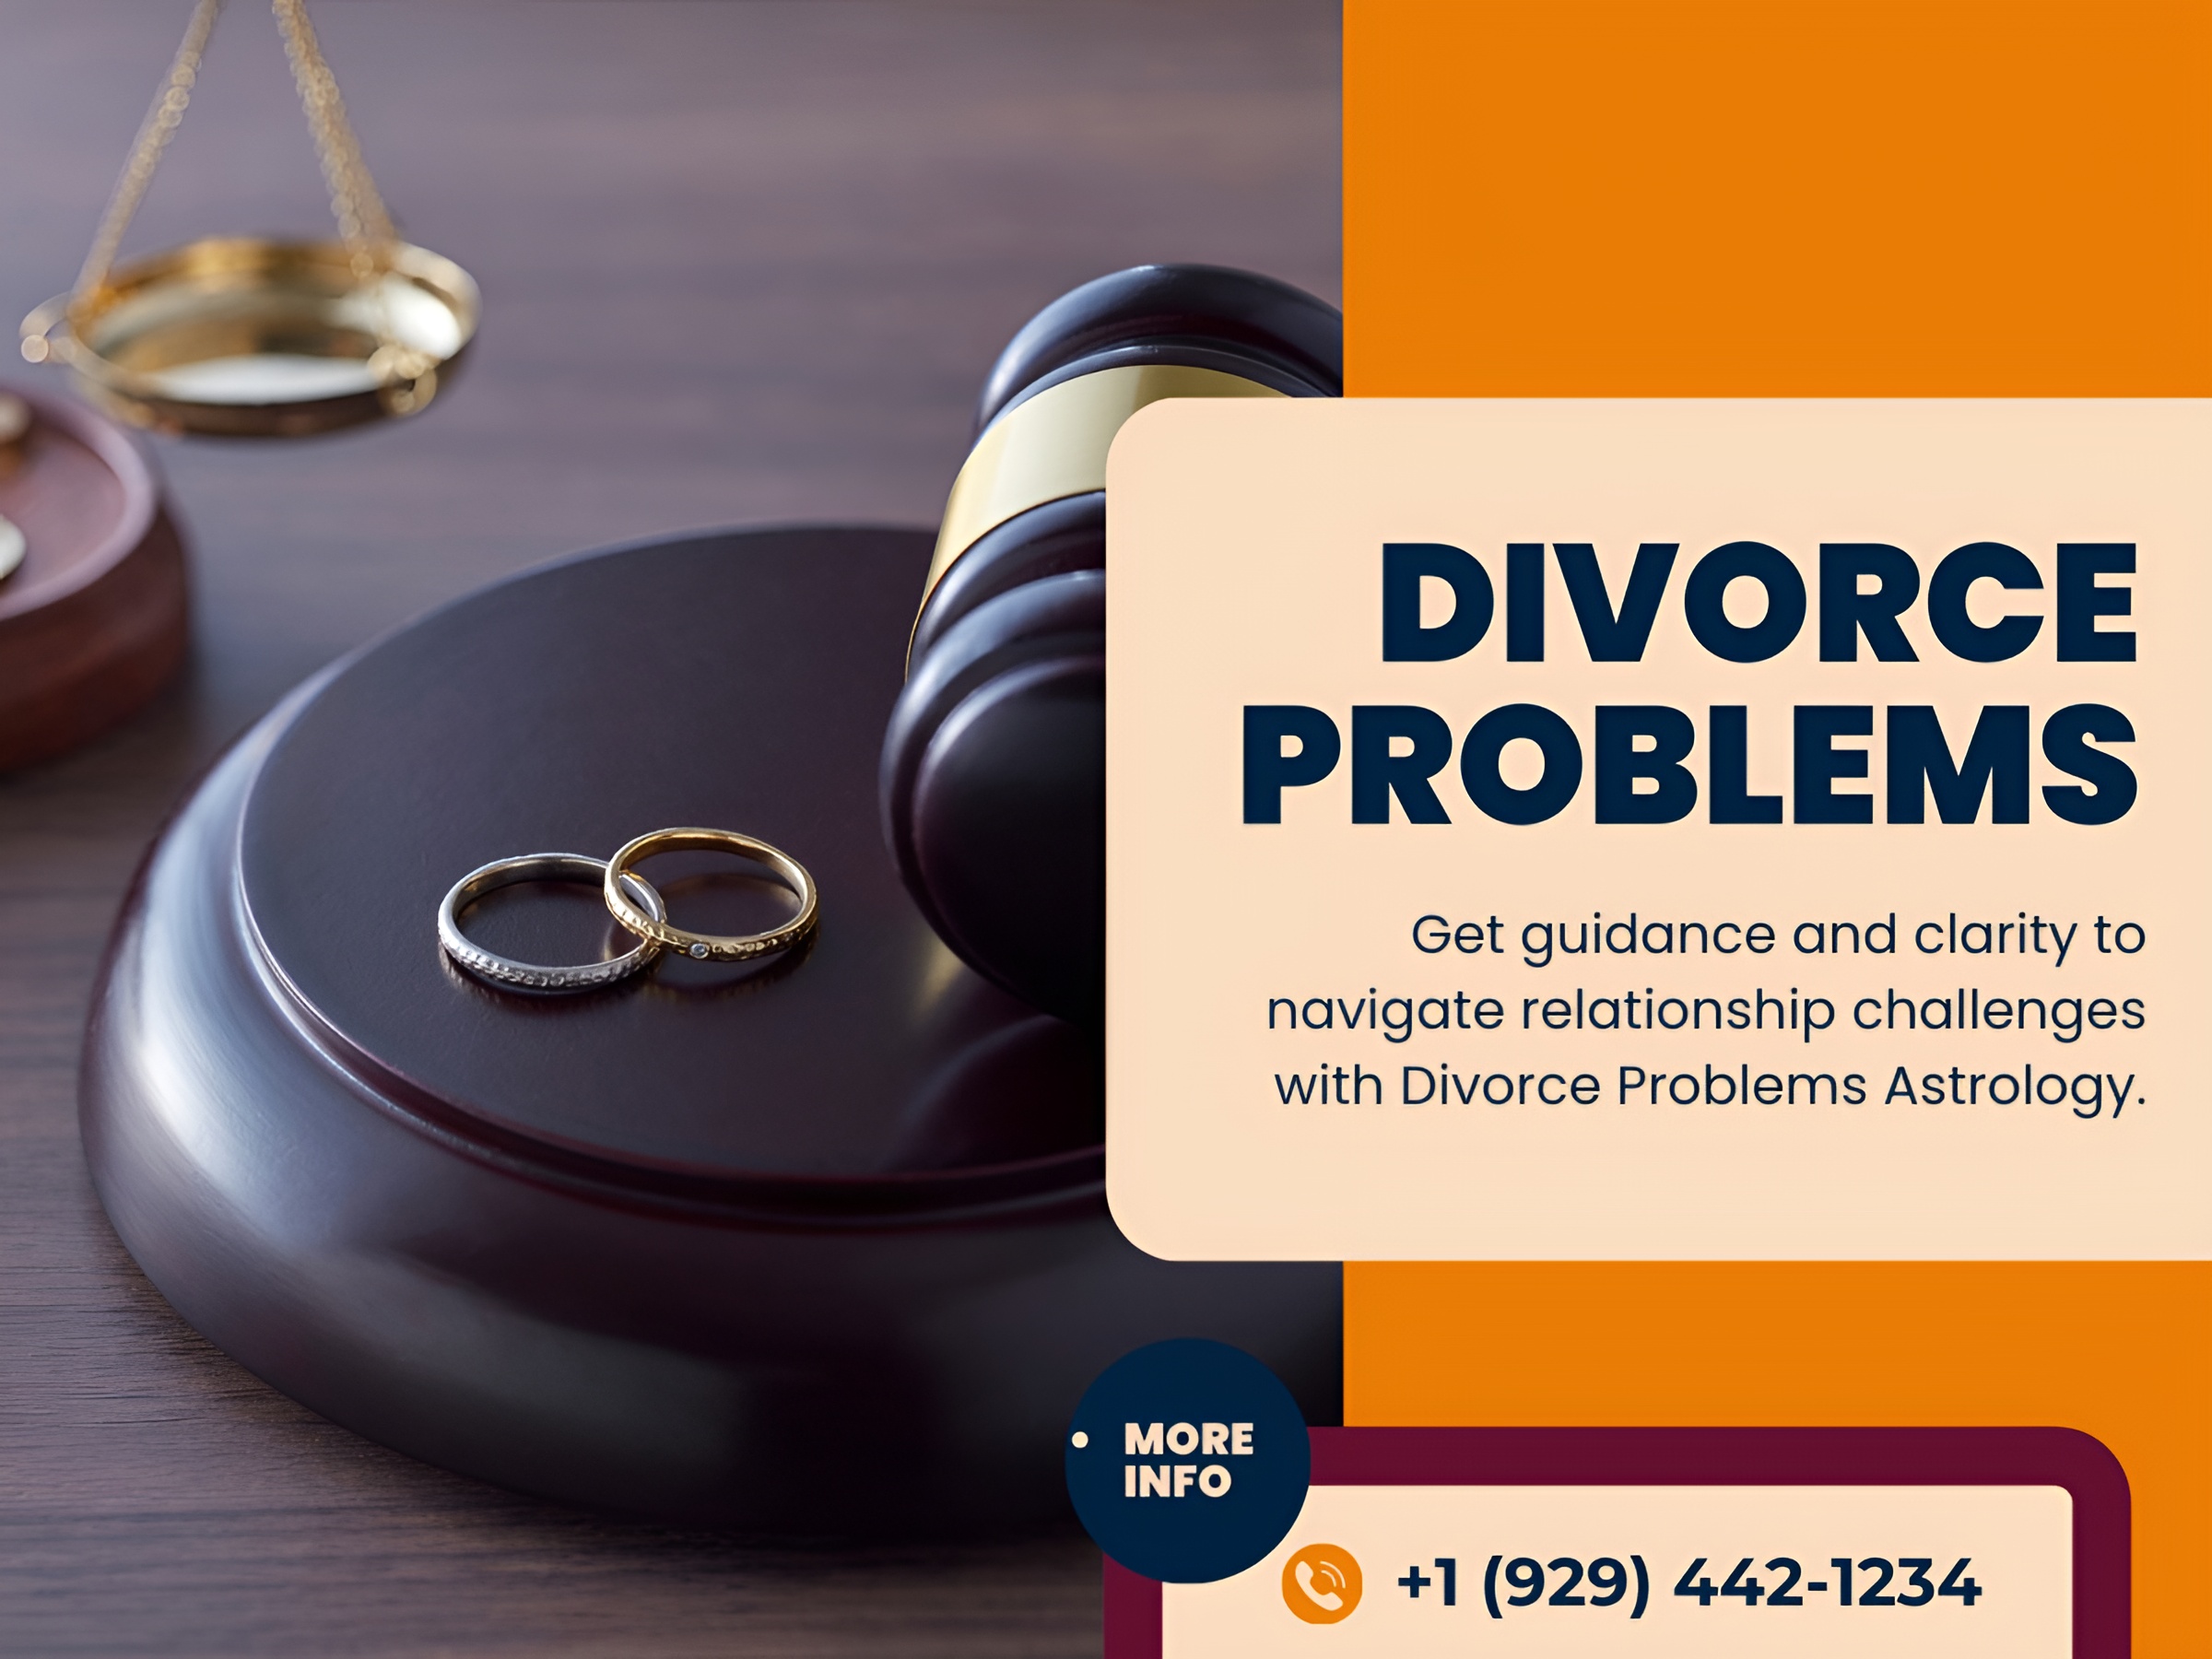 DIVORCE
PROBLEMS
Get guidance and clarity to
navigate relationship challenges
with Divorce Problems Astrology.
MORE
INFO
+1 (929) 442-1234